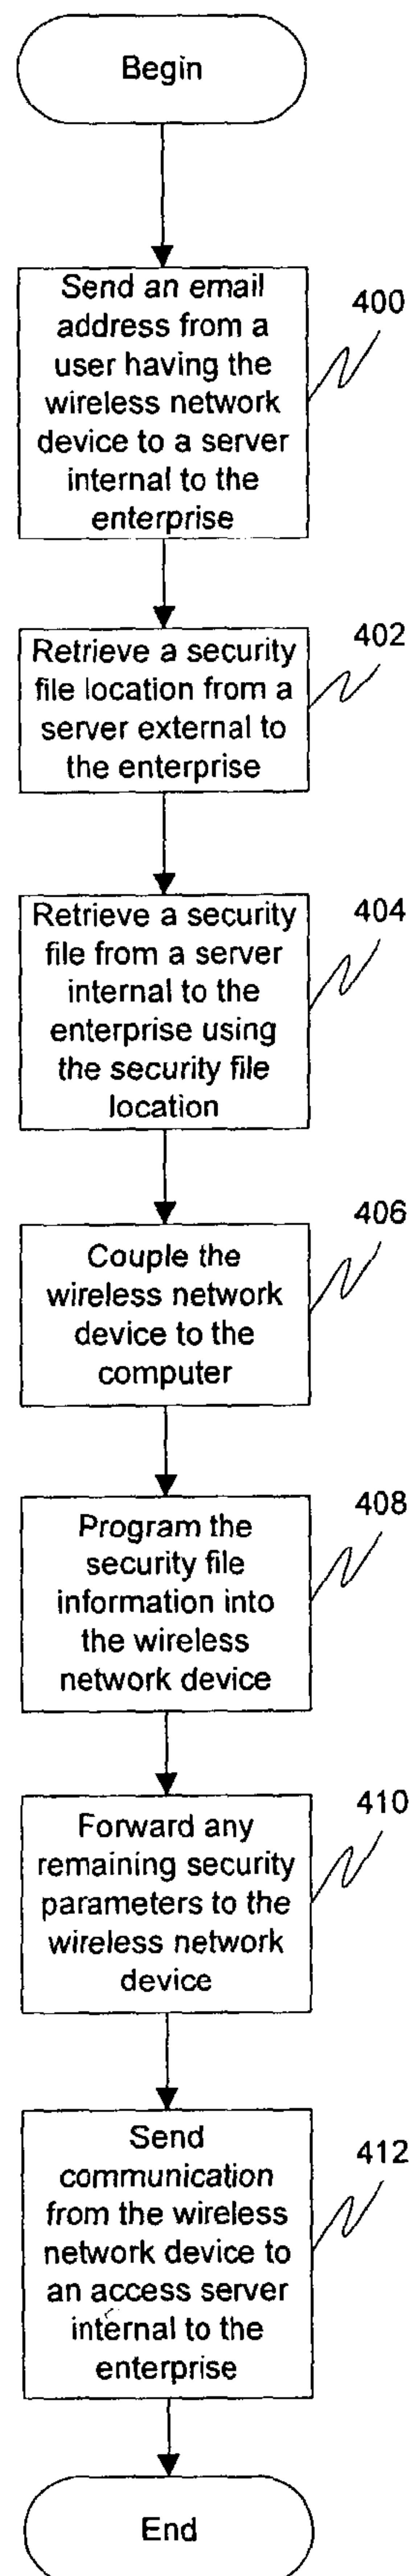 Begin
Send an email
address from a
user having the
wireless network
device to a server
internal to the
enterprise
400
Retrieve a security
file location from a
server external to
the enterprise
402
Retrieve a security
file from a server
internal to the
enterprise using
the security file
location
404
Couple the
wireless network
device to the
computer
406
Program the
security file
information into
the wireless
network device
408
Forward any
remaining security
parameters to the
wireless network
device
410
Send
communication
from the wireless
network device to
an access server
internal to the
enterprise
412
End